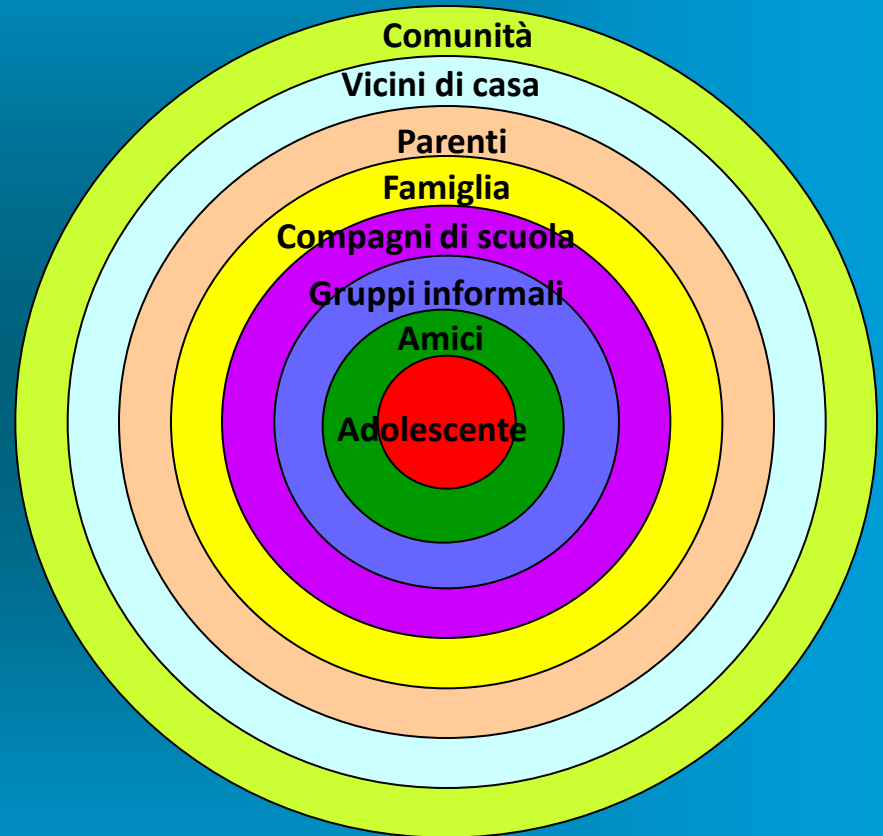 Comunità
Vicini di casa
Parenti
Famiglia
Compagni di scuola
Gruppi informali
Amici
Adolescente